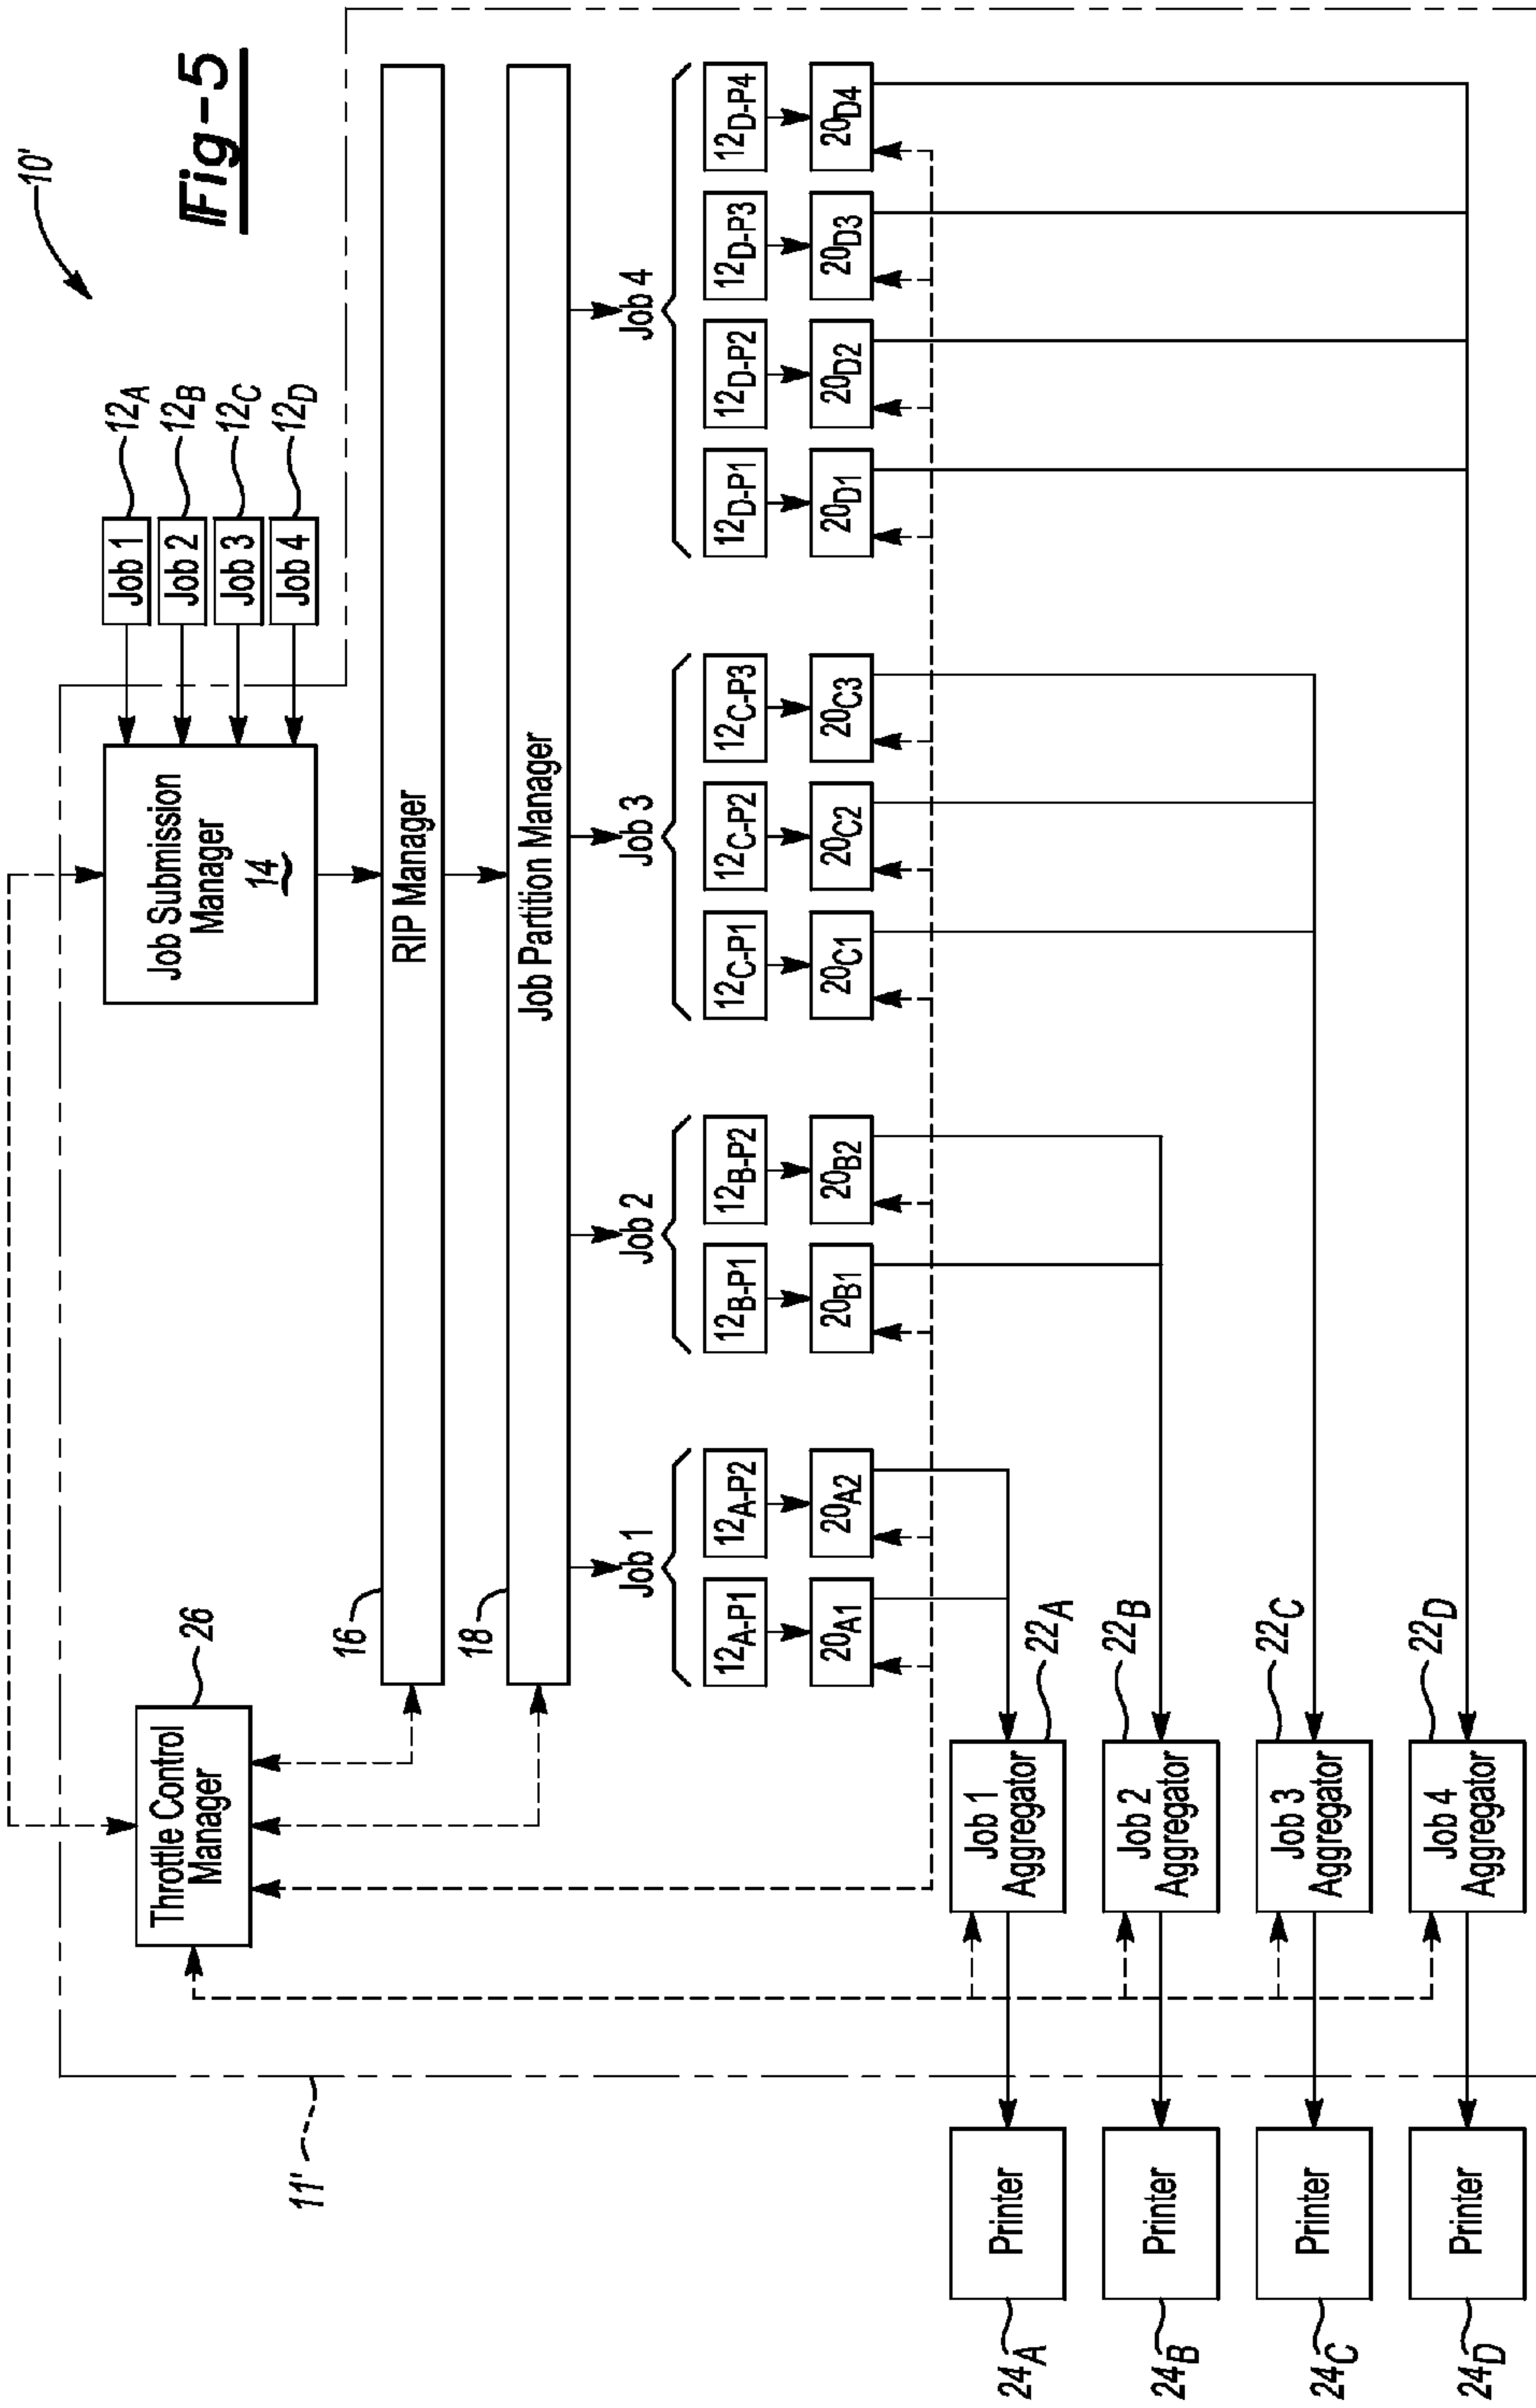 10'
Fig-5
Job 1
12A
Job 2
12B
Job 3
12C
Job 4
12D
Job Submission
Manager
14
Throttle Control
Manager
26
11'
16
RIP Manager
18
Job Partition Manager
Job 1
Job 2
Job 3
Job 4
12A-P1
12A-P2
12B-P1
12B-P2
12C-P1
12C-P2
12C-P3
12D-P1
12D-P2
12D-P3
12D-P4
20A1
20A2
20B1
20B2
20C1
20C2
20C3
20D1
20D2
20D3
20D4
24A
Printer
Job 1
Aggregator
22A
24B
Printer
Job 2
Aggregator
22B
24C
Printer
Job 3
Aggregator
22C
24D
Printer
Job 4
Aggregator
22D